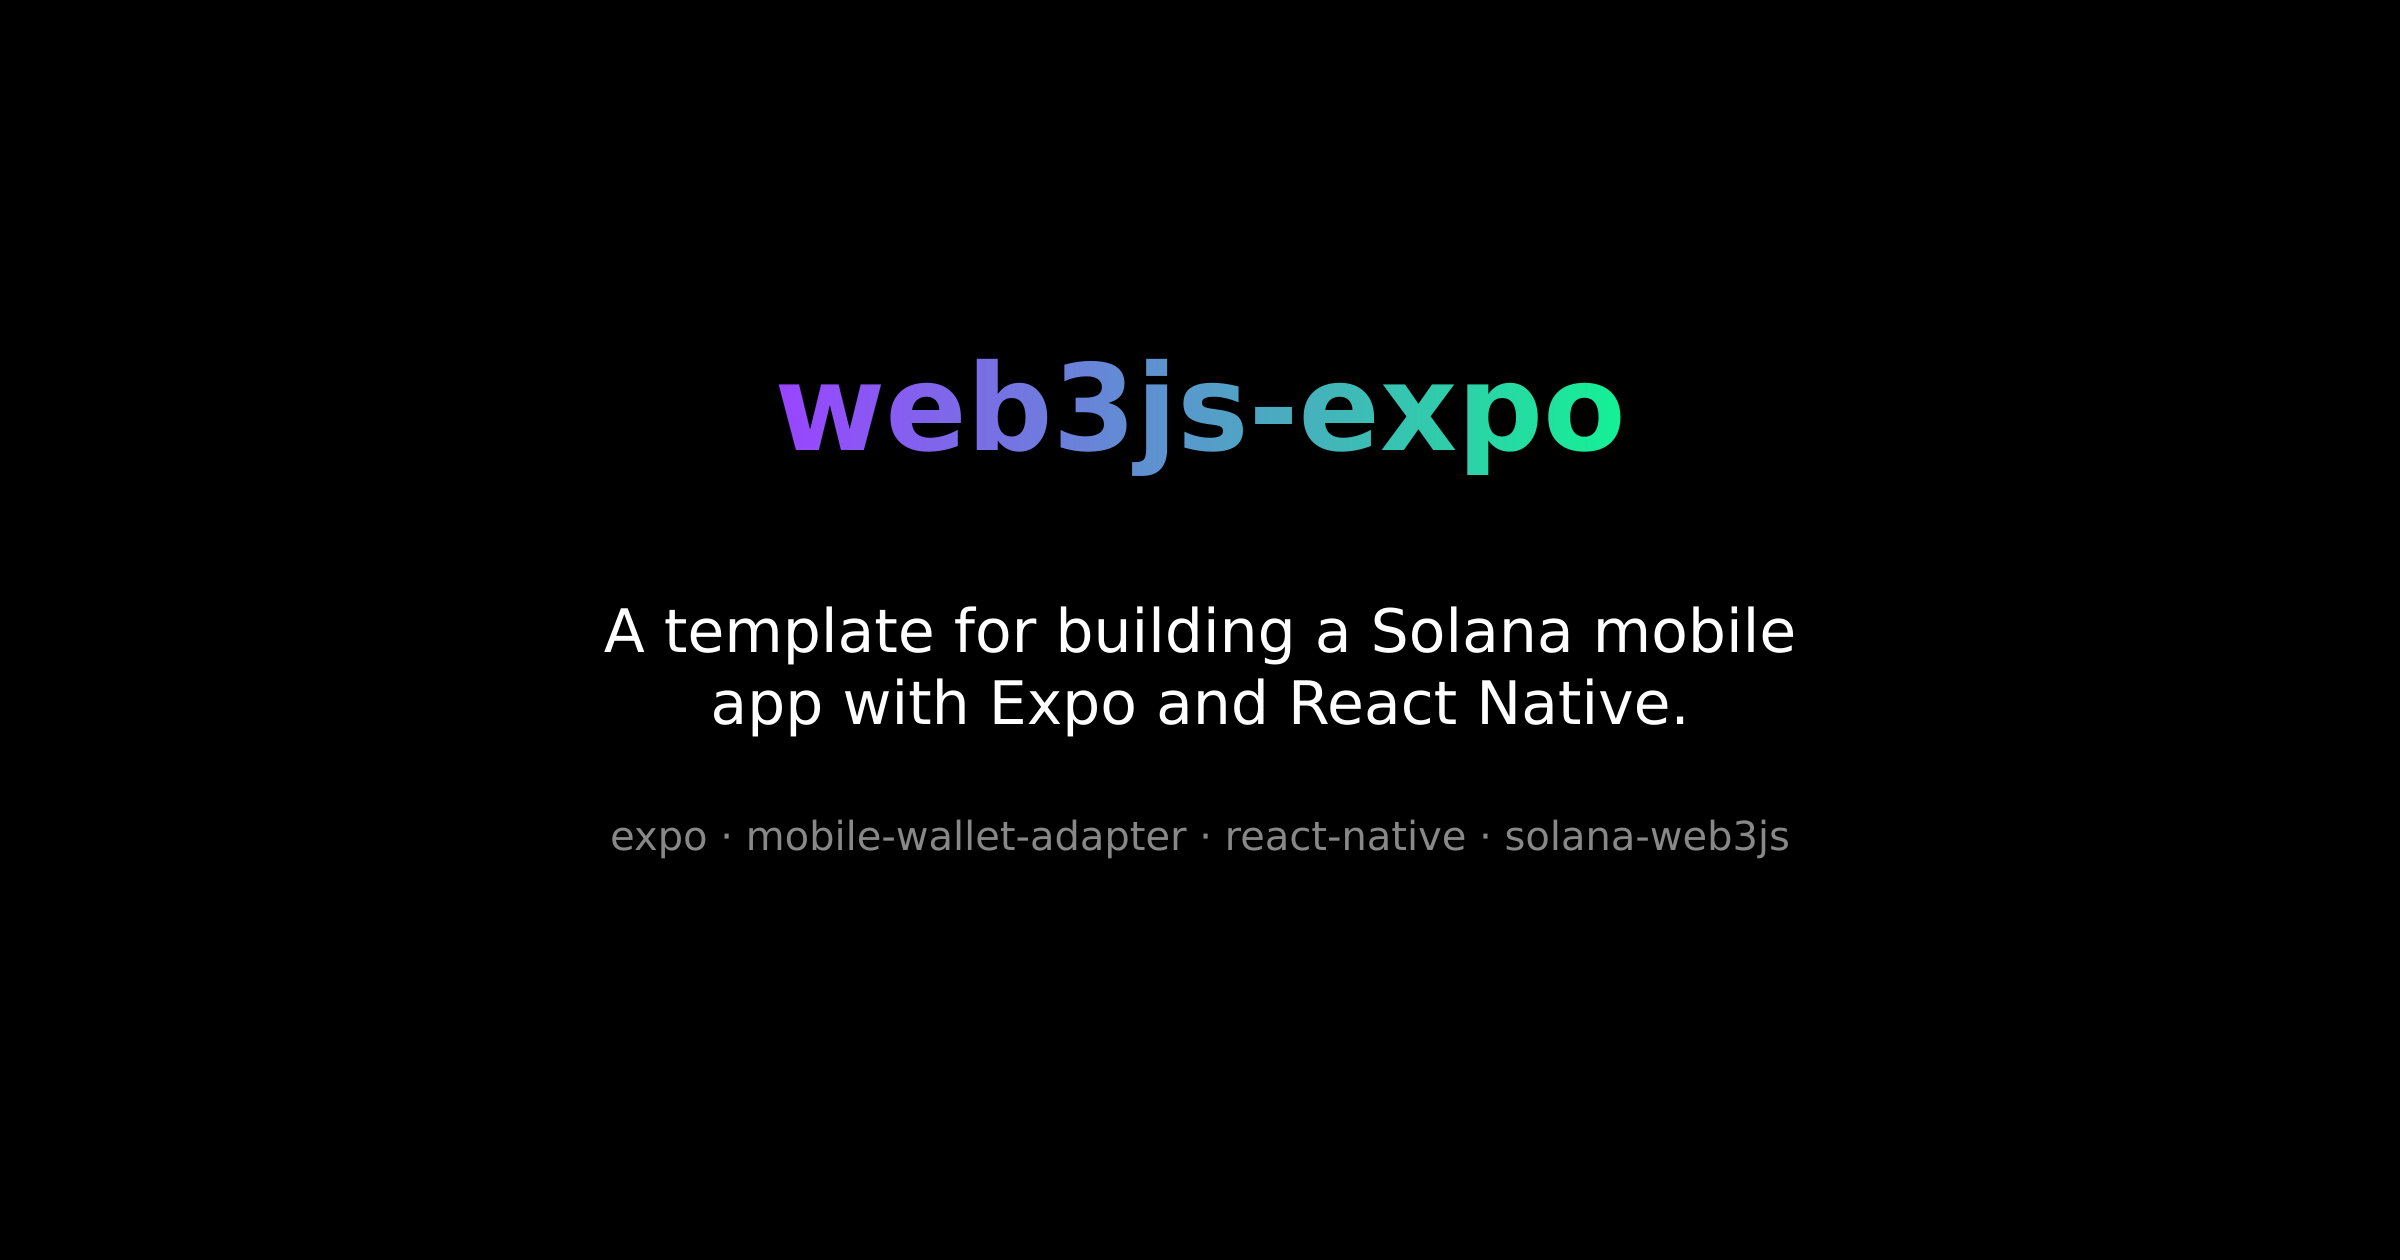 web3js-expo
A template for building a Solana mobile
app with Expo and React Native.
expo · mobile-wallet-adapter · react-native · solana-web3js